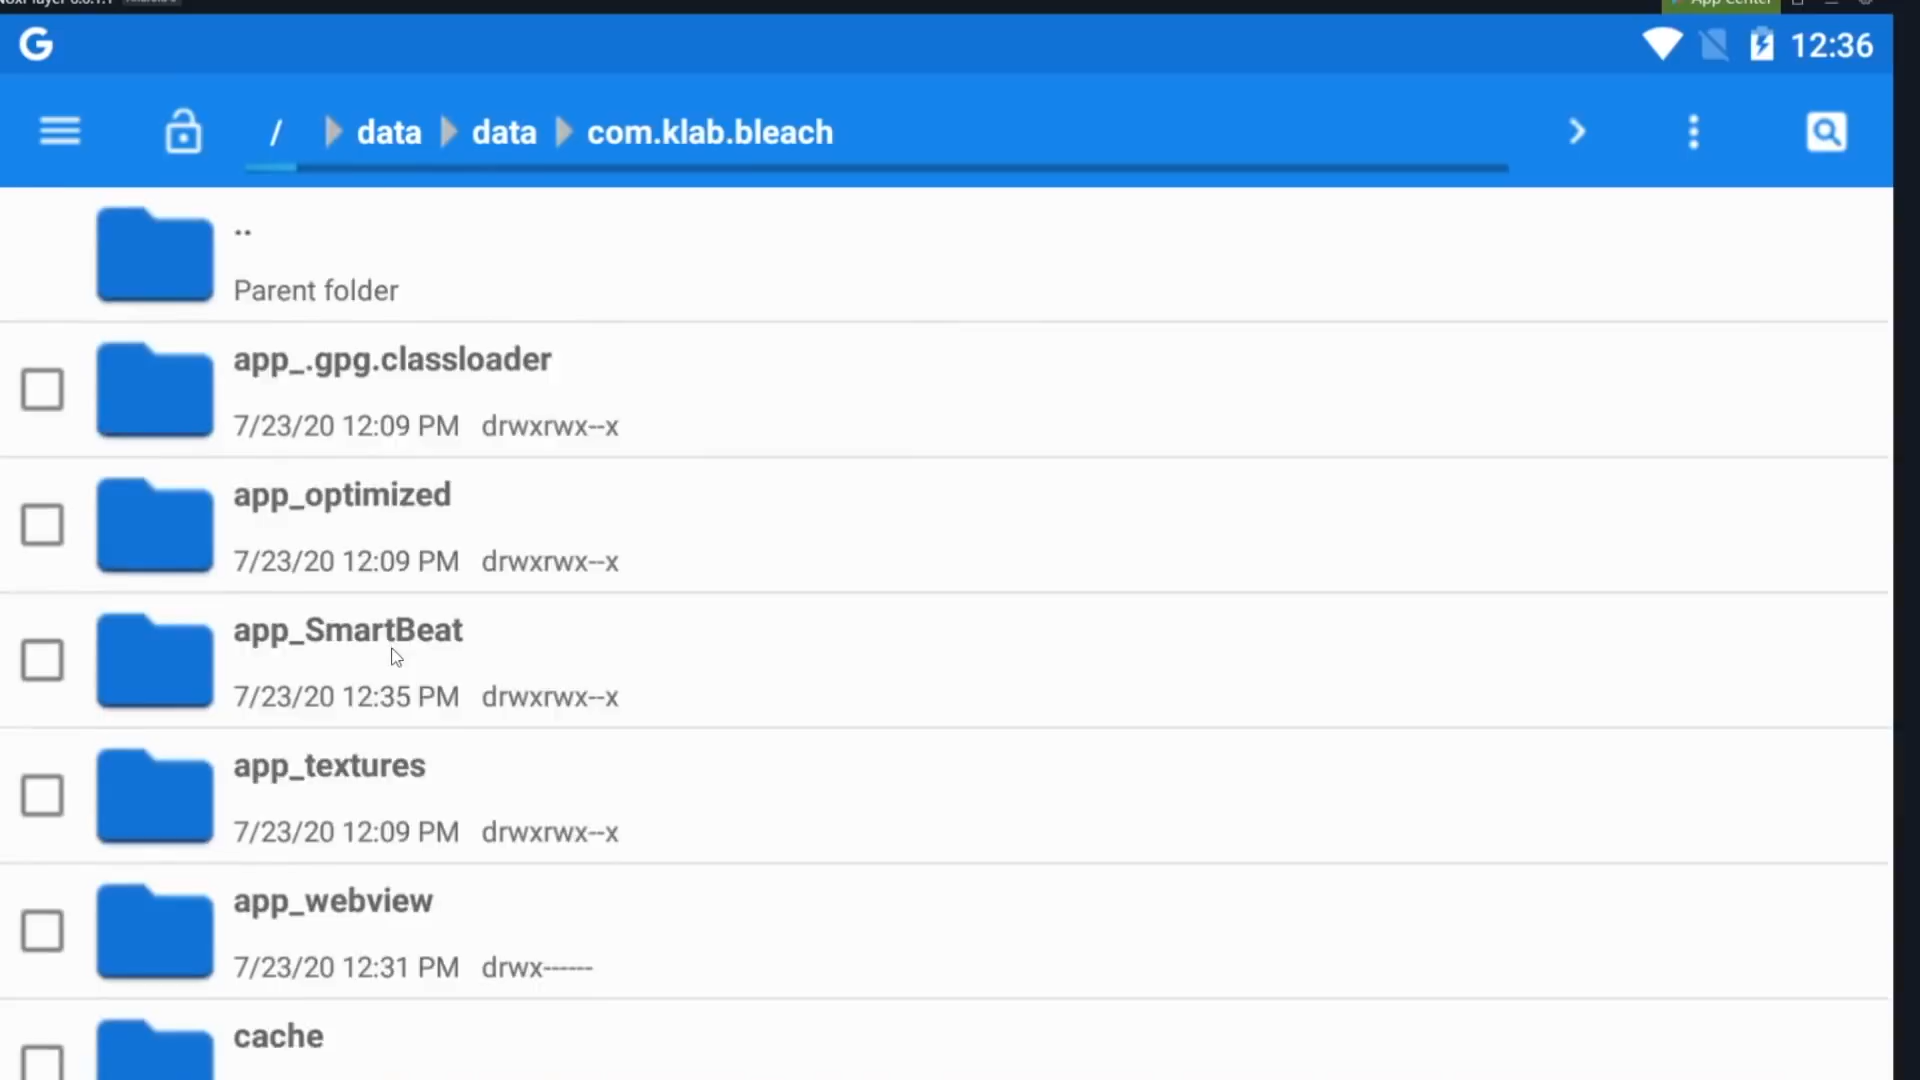 App Center
G
12:36
/ data data com.klab.bleach
..
Parent folder
app_.gpg.classloader
7/23/20 12:09 PM drwxrwx--x
app_optimized
7/23/20 12:09 PM drwxrwx--x
app_SmartBeat
7/23/20 12:35 PM drwxrwx--x
app_textures
7/23/20 12:09 PM drwxrwx--x
app_webview
7/23/20 12:31 PM drwx------
cache